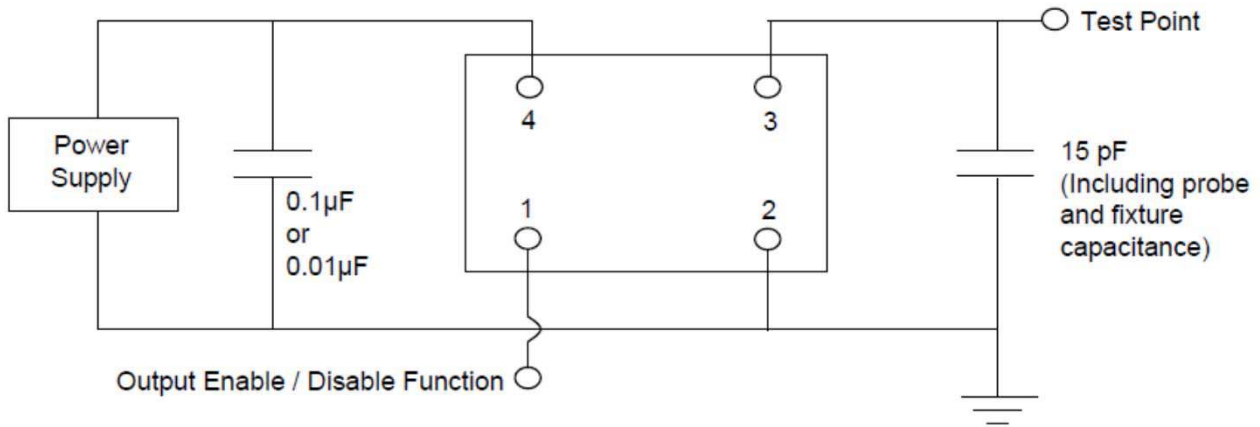 Test Point
4
3
Power
Supply
15 pF
(Including probe
and fixture
capacitance)
0.1µF
or
0.01µF
1
2
Output Enable / Disable Function